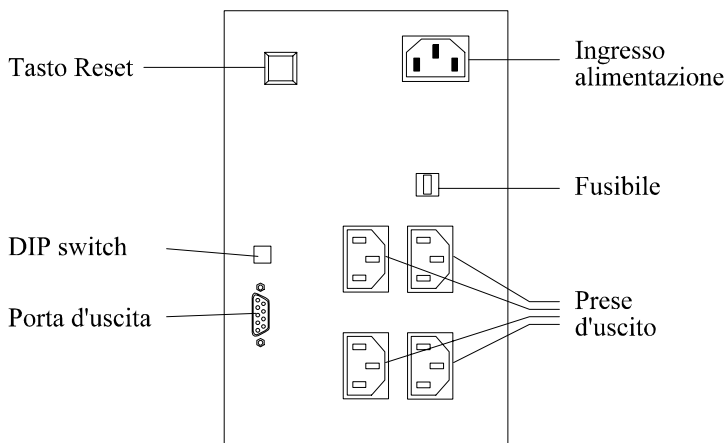 Tasto Reset
DIP switch
Porta d'uscita
Ingresso
alimentazione
Fusibile
Prese
d'uscito